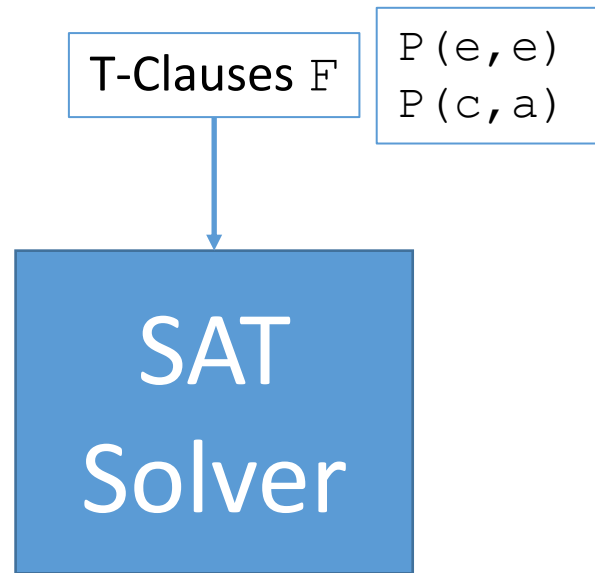 T-Clauses F
P(e,e)
P(c,a)
SAT
Solver